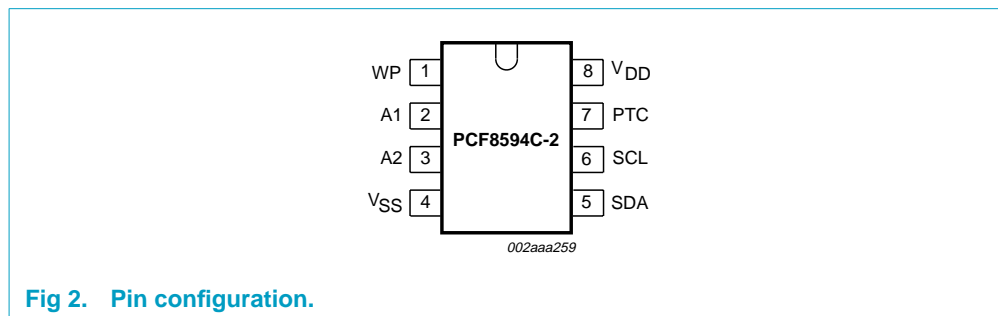 WP 1 8 VDD
A1 2 7 PTC
PCF8594C-2
A2 3 6 SCL
VSS 4 5 SDA
002aaa259
Fig 2. Pin configuration.